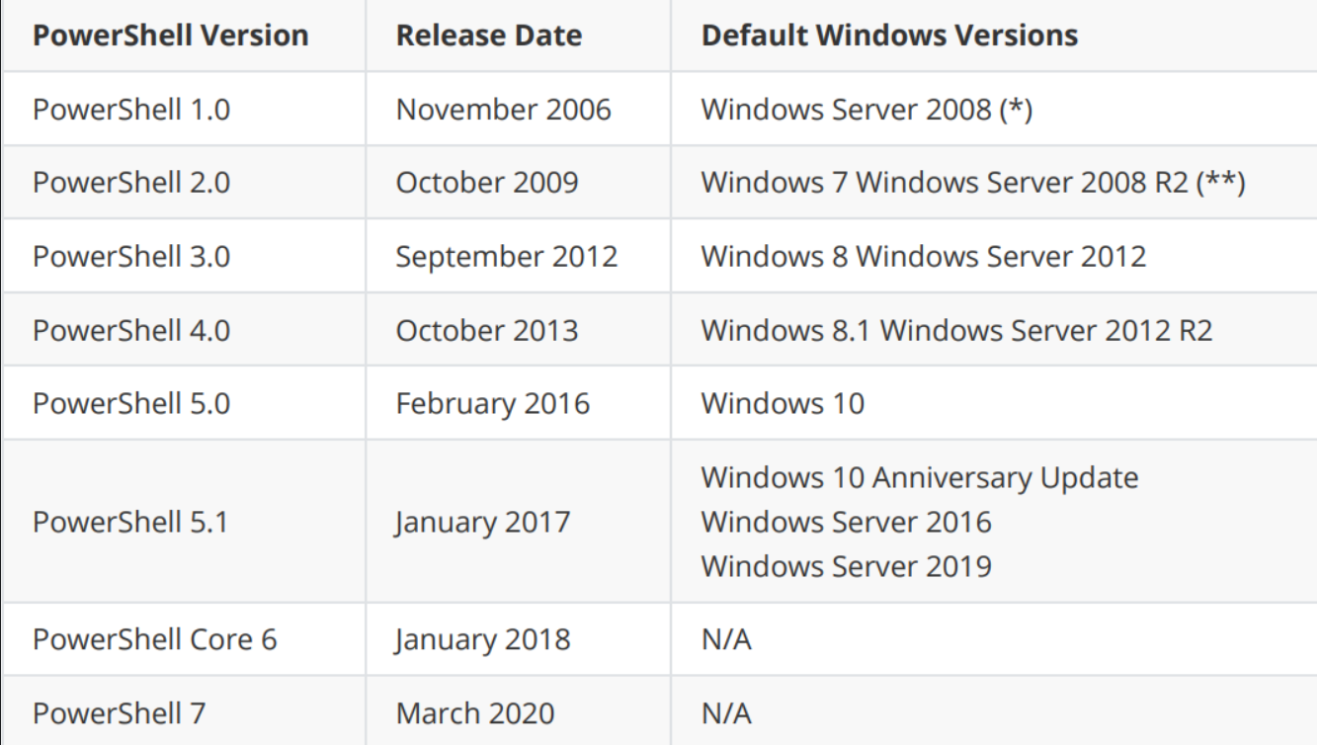 PowerShell Version Release Date Default Windows Versions
PowerShell 1.0 November 2006 Windows Server 2008 (*)
PowerShell 2.0 October 2009 Windows 7 Windows Server 2008 R2 (**)
PowerShell 3.0 September 2012 Windows 8 Windows Server 2012
PowerShell 4.0 October 2013 Windows 8.1 Windows Server 2012 R2
PowerShell 5.0 February 2016 Windows 10
Windows 10 Anniversary Update
PowerShell 5.1 January 2017 Windows Server 2016
Windows Server 2019
PowerShell Core 6 January 2018 N/A
PowerShell 7 March 2020 N/A